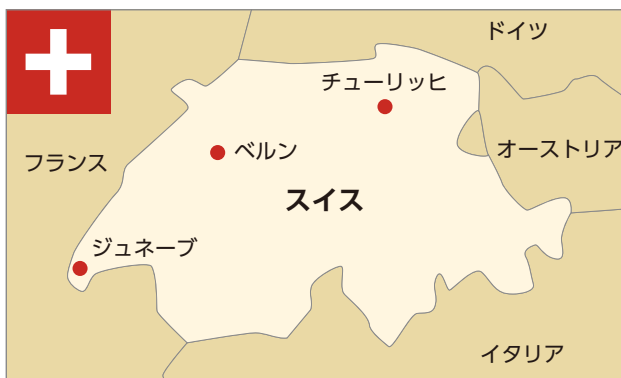 ドイツ
チューリッヒ
ベルン
オーストリア
フランス
スイス
ジュネーブ
イタリア